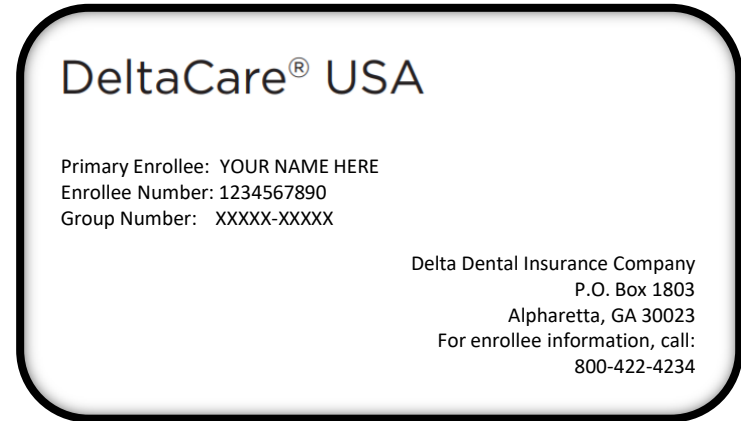 DeltaCare® USA
Primary Enrollee: YOUR NAME HERE
Enrollee Number: 1234567890
Group Number: XXXXX-XXXXX
Delta Dental Insurance Company
P.O. Box 1803
Alpharetta, GA 30023
For enrollee information, call:
800-422-4234